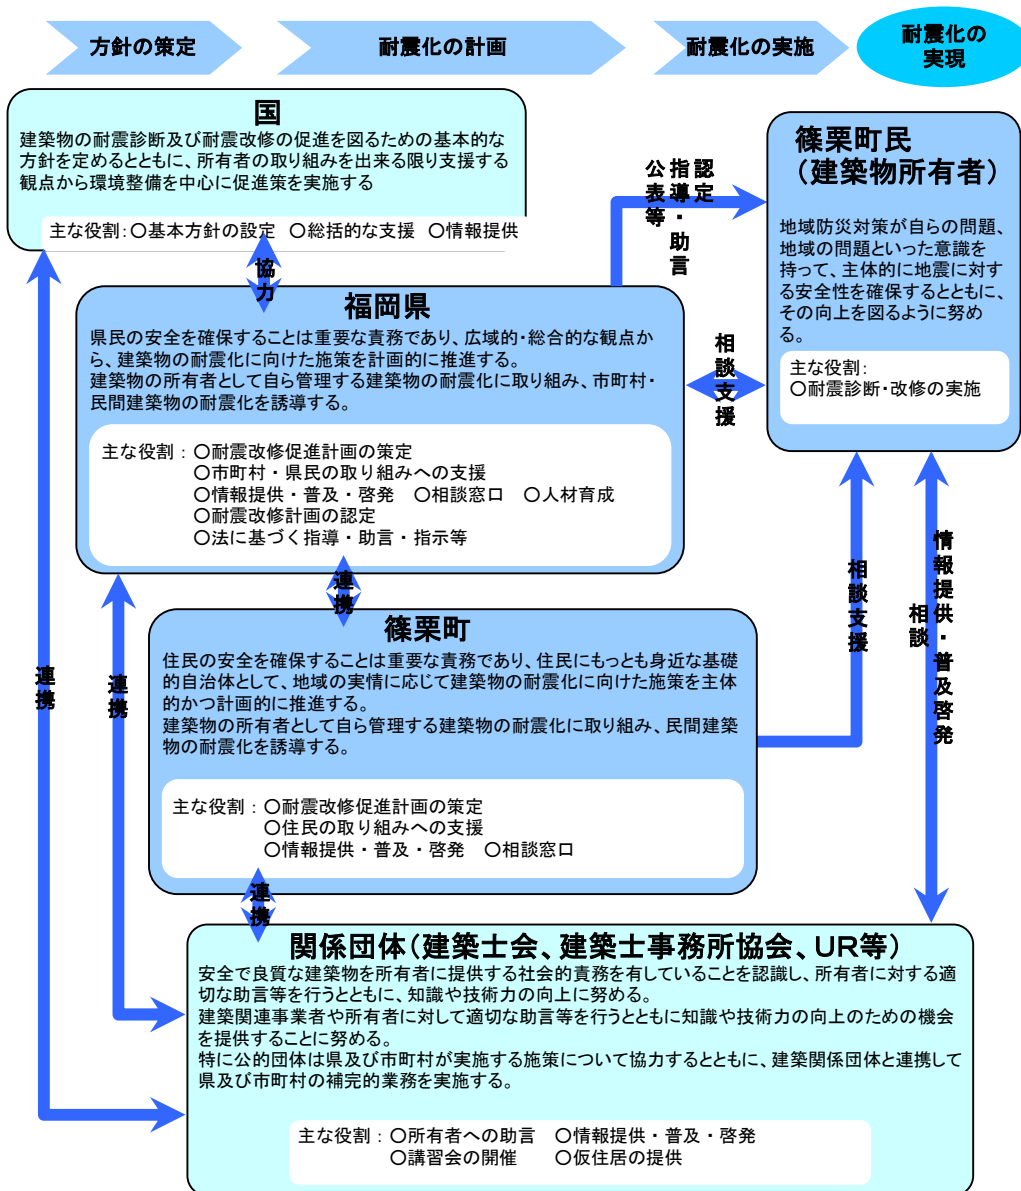 方針の策定
耐震化の計画
耐震化の実施
耐震化の
実現
国
建築物の耐震診断及び耐震改修の促進を図るための基本的な
方針を定めるとともに、所有者の取り組みを出来る限り支援する
観点から環境整備を中心に促進策を実施する
主な役割:〇基本方針の設定 〇総括的な支援 〇情報提供
協力
福岡県
県民の安全を確保することは重要な責務であり、広域的・総合的な観点か
ら、建築物の耐震化に向けた施策を計画的に推進する。
建築物の所有者として自ら管理する建築物の耐震化に取り組み、市町村・
民間建築物の耐震化を誘導する。
主な役割:〇耐震改修促進計画の策定
〇市町村・県民の取り組みへの支援
〇情報提供・普及・啓発 〇相談窓口 〇人材育成
〇耐震改修計画の認定
〇法に基づく指導・助言・指示等
認定
指導・助言
公表等
篠栗町民
(建築物所有者)
地域防災対策が自らの問題、
地域の問題といった意識を
持って、主体的に地震に対す
る安全性を確保するとともに、
その向上を図るように努め
る。
主な役割:
〇耐震診断・改修の実施
相談支援
連携
篠栗町
住民の安全を確保することは重要な責務であり、住民にもっとも身近な基礎
的自治体として、地域の実情に応じて建築物の耐震化に向けた施策を主体
的かつ計画的に推進する。
建築物の所有者として自ら管理する建築物の耐震化に取り組み、民間建築
物の耐震化を誘導する。
主な役割:〇耐震改修促進計画の策定
〇住民の取り組みへの支援
〇情報提供・普及・啓発 〇相談窓口
相談支援
情報提供・普及啓発
相談
連携
連携
連携
関係団体(建築士会、建築士事務所協会、UR等)
安全で良質な建築物を所有者に提供する社会的責務を有していることを認識し、所有者に対する適
切な助言等を行うとともに、知識や技術力の向上に努める。
建築関連事業者や所有者に対して適切な助言等を行うとともに知識や技術力の向上のための機会
を提供することに努める。
特に公的団体は県及び市町村が実施する施策について協力するとともに、建築関係団体と連携して
県及び市町村の補完的業務を実施する。
主な役割:〇所有者への助言 〇情報提供・普及・啓発
〇講習会の開催 〇仮住居の提供